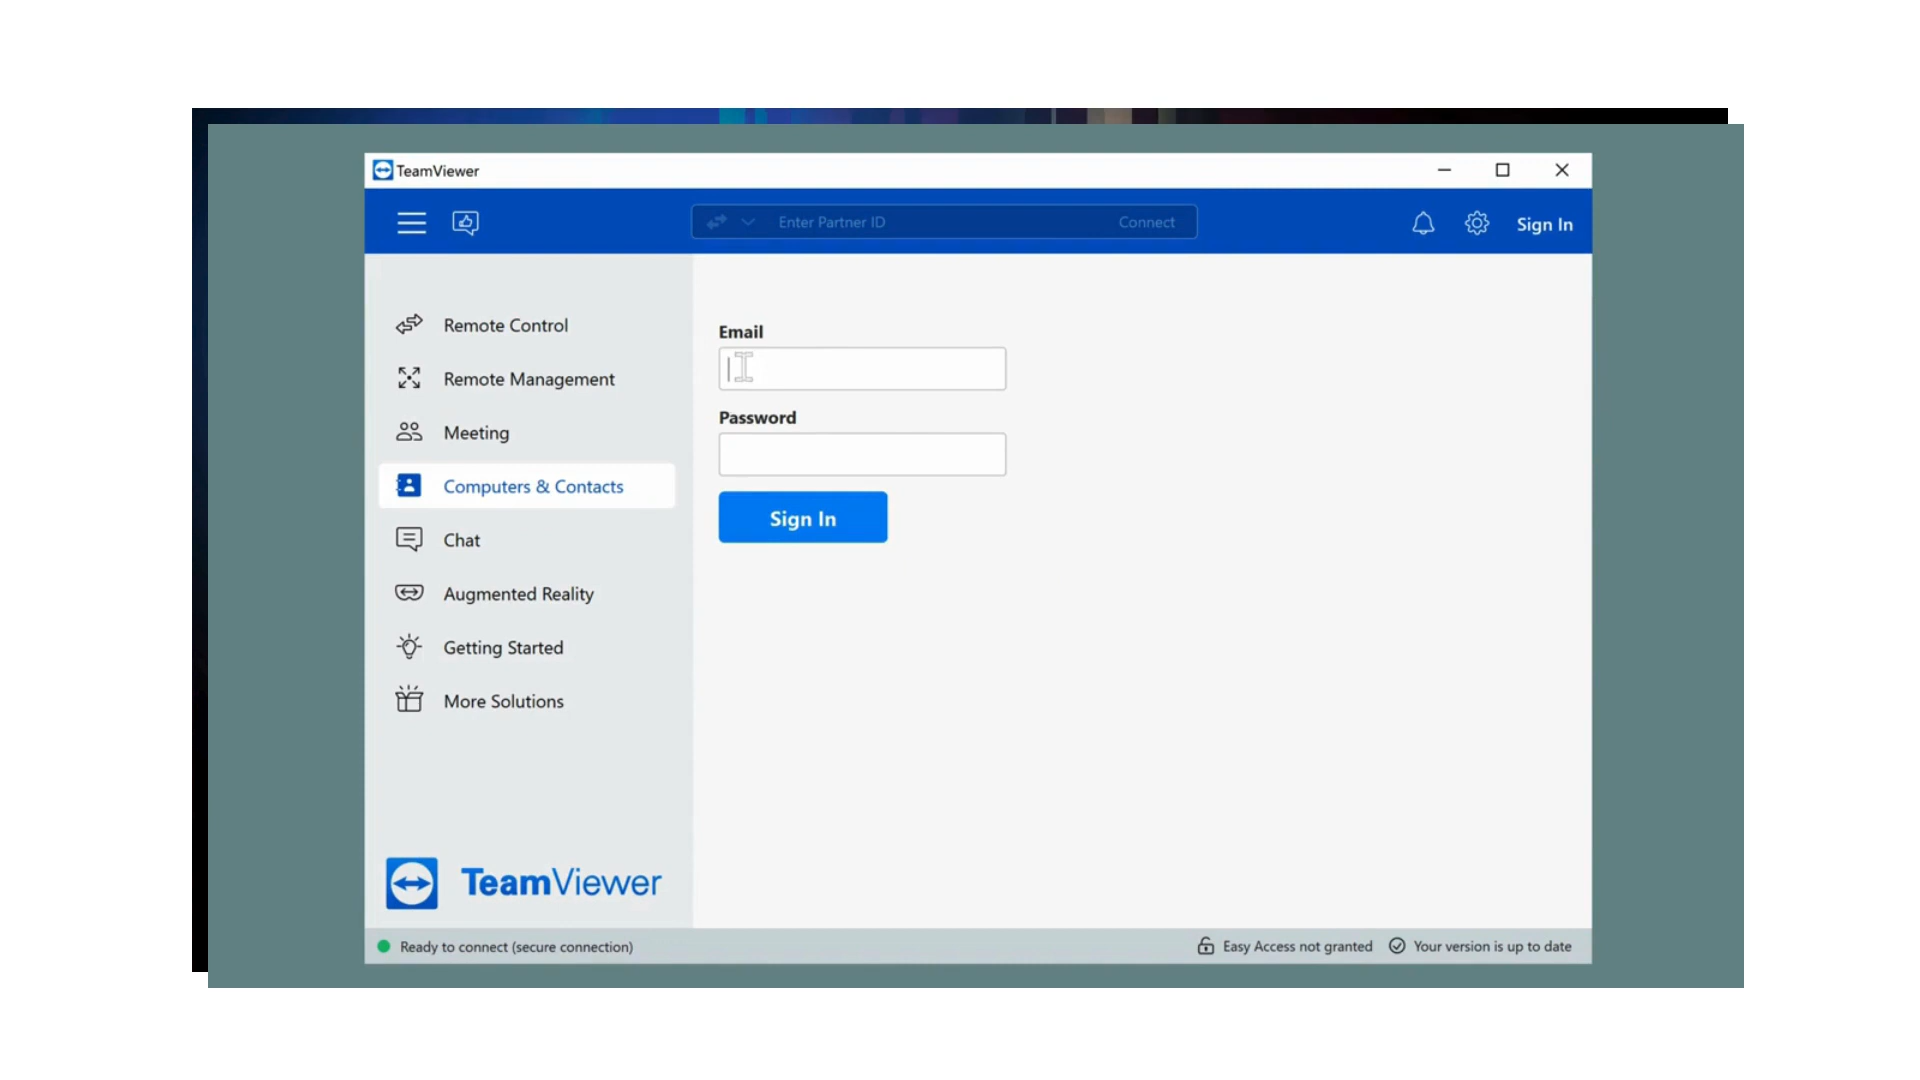 TeamViewer
Enter Partner ID
Connect
Sign In
Remote Control
Remote Management
Meeting
Computers & Contacts
Chat
Augmented Reality
Getting Started
More Solutions
Email
Password
Sign In
TeamViewer
Ready to connect (secure connection)
Easy Access not granted
Your version is up to date